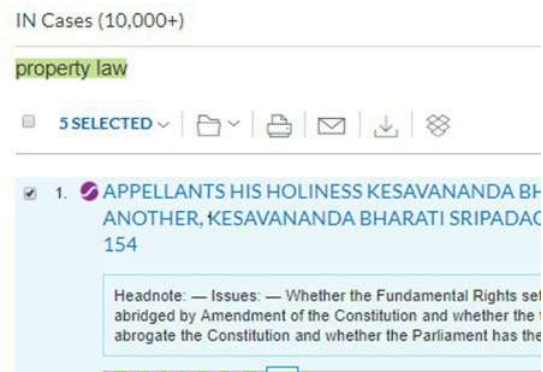 IN Cases (10,000+)
property law
5 SELECTED
1. APPELLANTS HIS HOLINESS KESAVANANDA BH
ANOTHER, KESAVANANDA BHARATI SRIPADAG
154
Headnote: — Issues: — Whether the Fundamental Rights set
abridged by Amendment of the Constitution and whether the
abrogate the Constitution and whether the Parliament has the